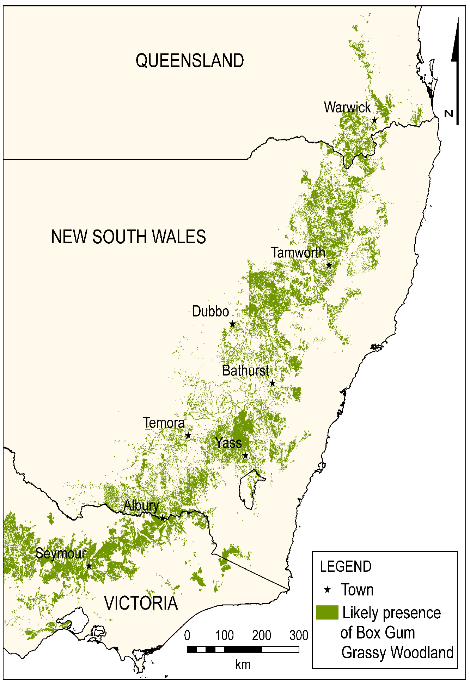 QUEENSLAND
Warwick
N
NEW SOUTH WALES
Tamworth
Dubbo
Bathurst
Temora
Yass
Albury
Seymour
VICTORIA
LEGEND
Town
Likely presence
of Box Gum
Grassy Woodland
0 100 200 300
km